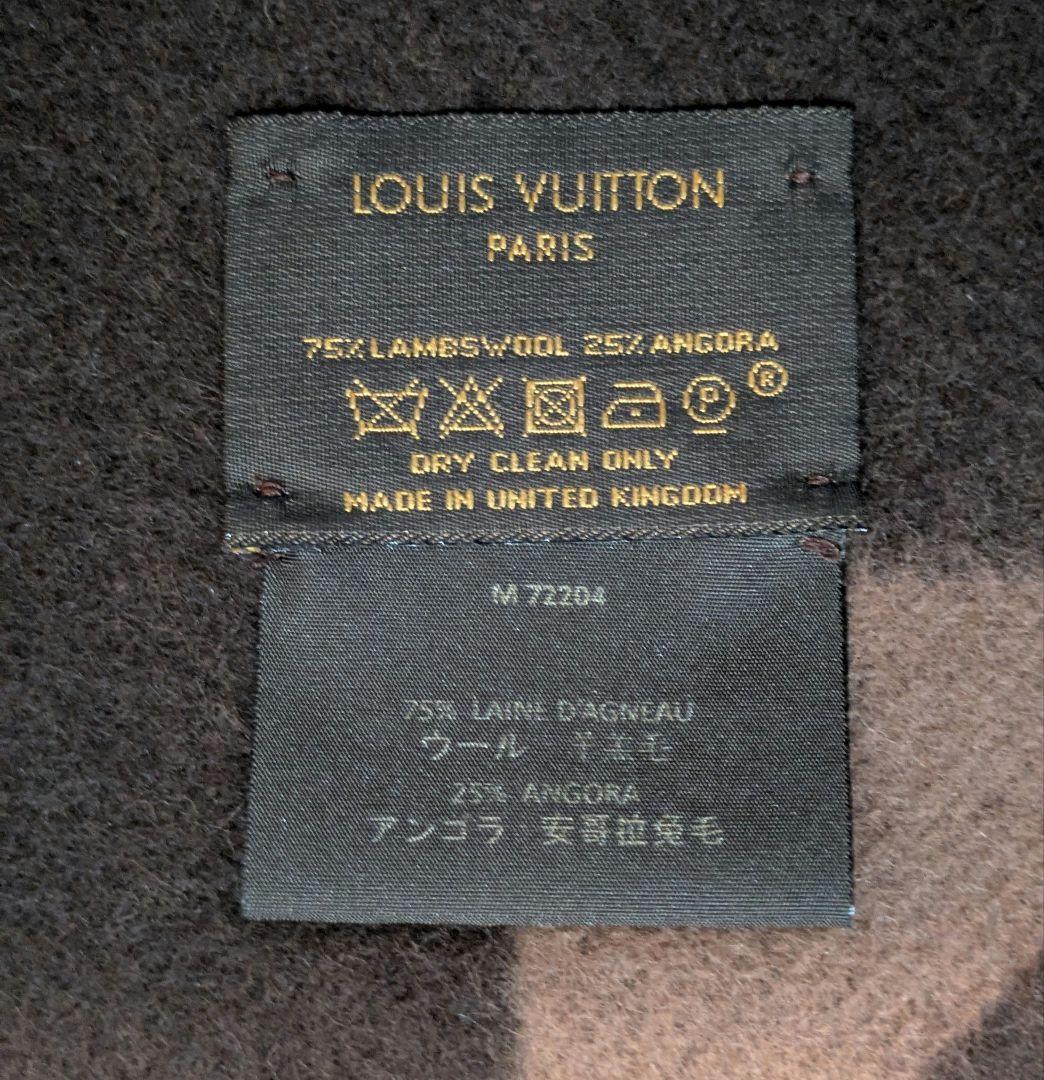 LOUIS VUITTON
PARIS
75% LAMBSWOOL 25% ANGORA
P ®
DRY CLEAN ONLY
MADE IN UNITED KINGDOM
M 72204
75% LAINE D'AGNEAU
ウール 羊羔毛
25% ANGORA
アンゴラ 安哥拉兔毛